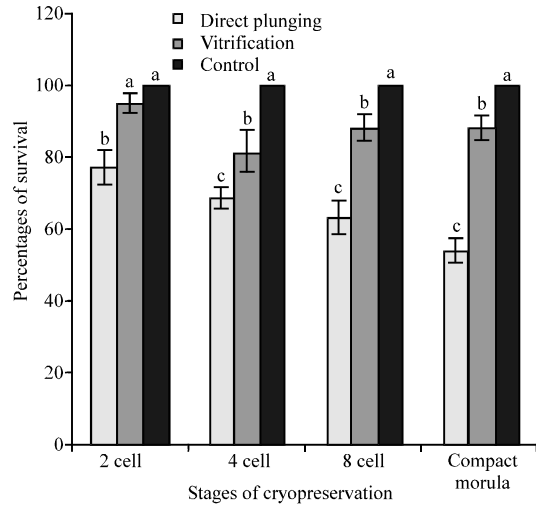 Direct plunging
Vitrification
Control
Percentages of survival
120
100
80
60
40
20
0
b
a
a
c
b
a
c
b
a
c
b
a
2 cell
4 cell
8 cell
Compact
morula
Stages of cryopreservation